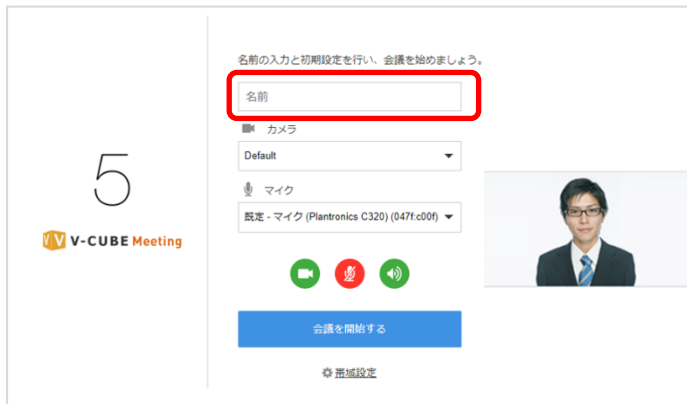 名前の入力と初期設定を行い、会議を始めましょう。
名前
カメラ
Default
マイク
既定 - マイク (Plantronics C320) (047f:c00f)
会議を開始する
帯域設定
5
V-CUBE Meeting